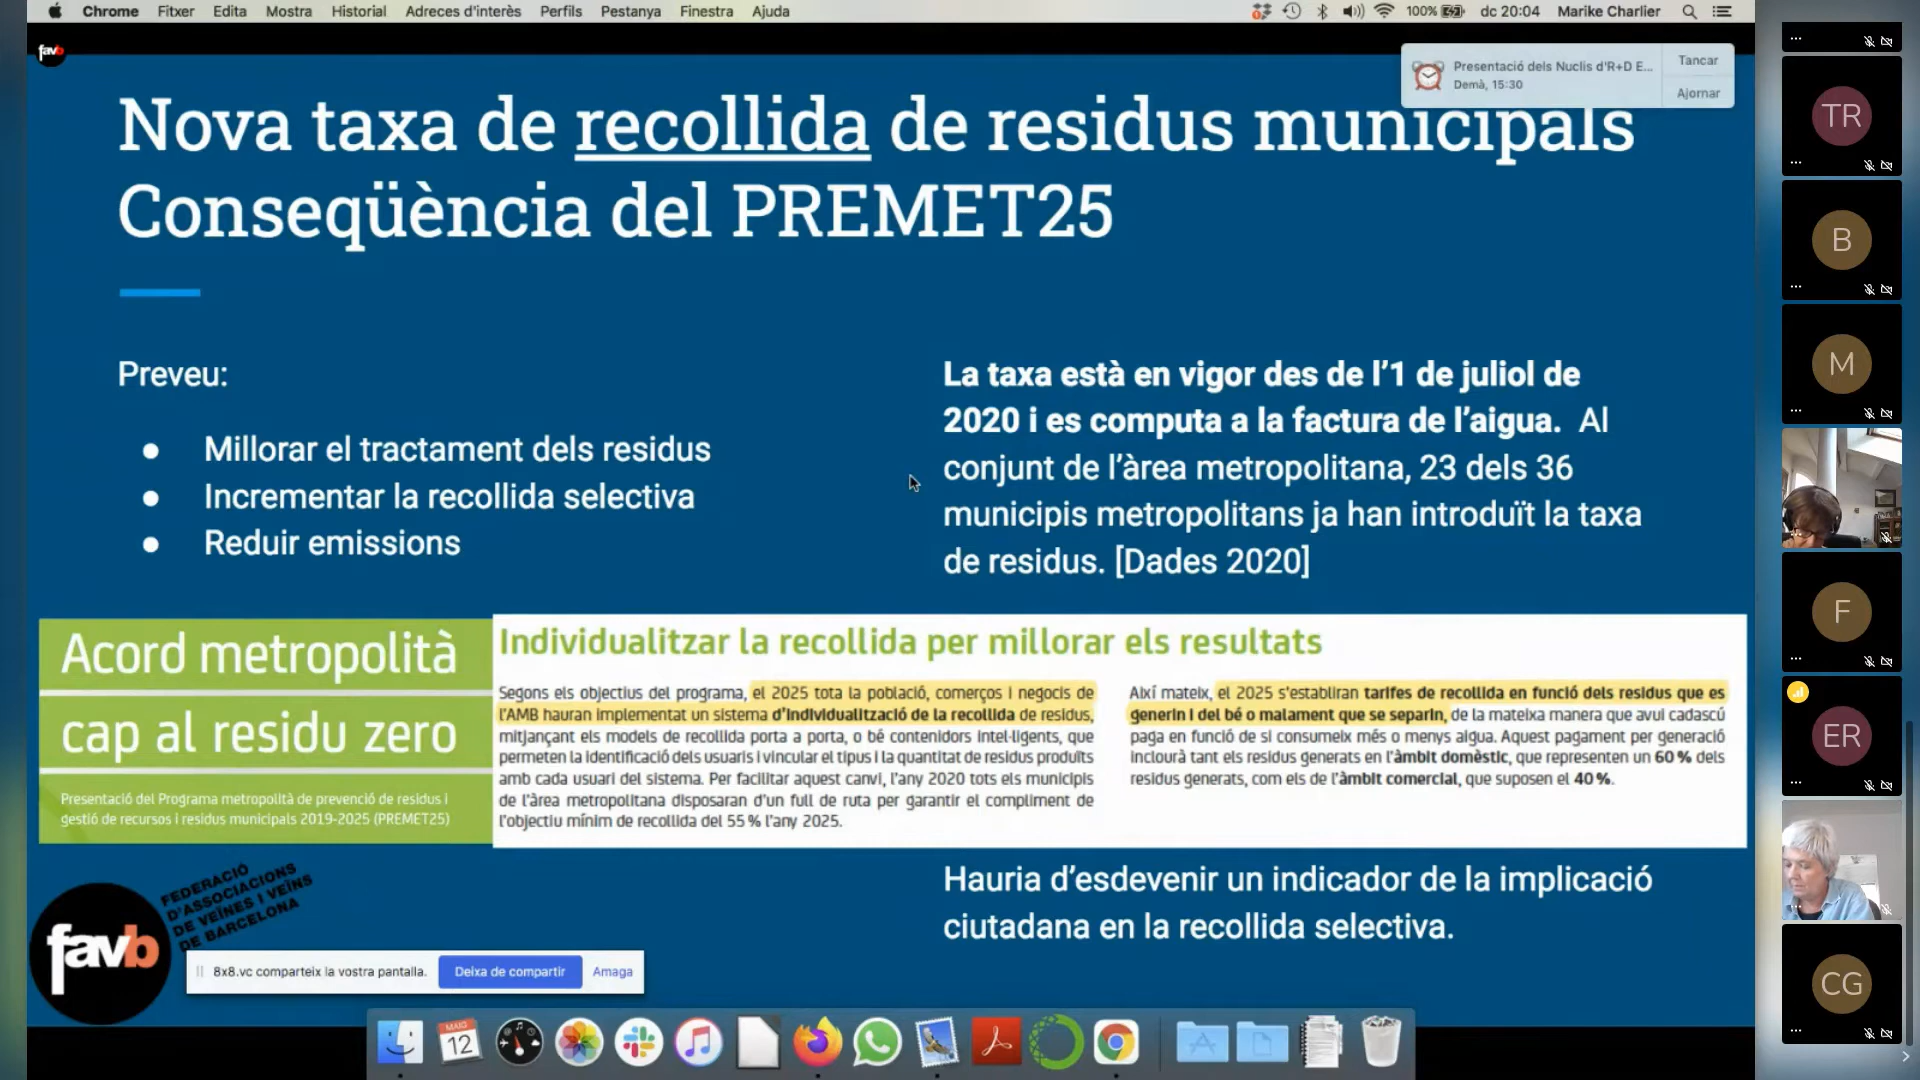 Chrome Fitxer Edita Mostra Historial Adreces d'interès Perfils Pestanya Finestra Ajuda
100% dc 20:04 Marike Charlier
favb
Presentació dels Nuclis d'R+D E...
Demà, 15:30
Tancar
Ajornar
Nova taxa de recollida de residus municipals
Conseqüència del PREMET25
Preveu:
● Millorar el tractament dels residus
● Incrementar la recollida selectiva
● Reduir emissions
La taxa està en vigor des de l’1 de juliol de
2020 i es computa a la factura de l’aigua. Al
conjunt de l’àrea metropolitana, 23 dels 36
municipis metropolitans ja han introduït la taxa
de residus. [Dades 2020]
Acord metropolità
cap al residu zero
Presentació del Programa metropolità de prevenció de residus i
gestió de recursos i residus municipals 2019-2025 (PREMET25)
Individualitzar la recollida per millorar els resultats
Segons els objectius del programa, el 2025 tota la població, comerços i negocis de
l'AMB hauran implementat un sistema d'individualització de la recollida de residus,
mitjançant els models de recollida porta a porta, o bé contenidors intel·ligents, que
permeten la identificació dels usuaris i vincular el tipus i la quantitat de residus produïts
amb cada usuari del sistema. Per facilitar aquest canvi, l'any 2020 tots els municipis
de l'àrea metropolitana disposaran d'un full de ruta per garantir el compliment de
l'objectiu mínim de recollida del 55 % l'any 2025.
Així mateix, el 2025 s'establiran tarifes de recollida en funció dels residus que es
generin i del bé o malament que se separin, de la mateixa manera que avui cadascú
paga en funció de si consumeix més o menys aigua. Aquest pagament per generació
inclourà tant els residus generats en l'àmbit domèstic, que representen un 60 % dels
residus generats, com els de l'àmbit comercial, que suposen el 40 %.
Hauria d’esdevenir un indicador de la implicació
ciutadana en la recollida selectiva.
FEDERACIÓ
D'ASSOCIACIONS
DE VEÏNES I VEÏNS
DE BARCELONA
favb
8x8.vc comparteix la vostra pantalla.
Deixa de compartir
Amaga
MAIG
12
TR
B
M
F
ER
CG